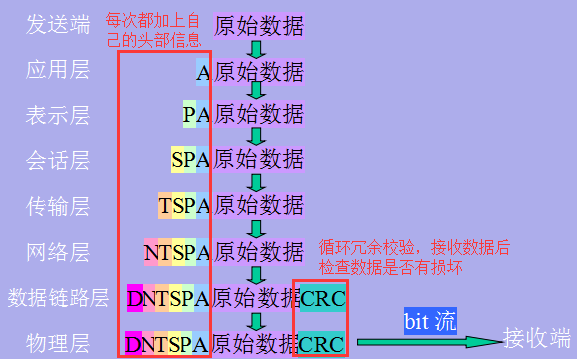 发送端 每次都加上自己的头部信息 原始数据
应用层 A 原始数据
表示层 PA 原始数据
会话层 SPA 原始数据
传输层 TSPA 原始数据
网络层 NTSPA 原始数据
循环冗余校验，接收数据后
检查数据是否有损坏
数据链路层 DNTSPA 原始数据 CRC
物理层 DNTSPA 原始数据 CRC bit 流 接收端